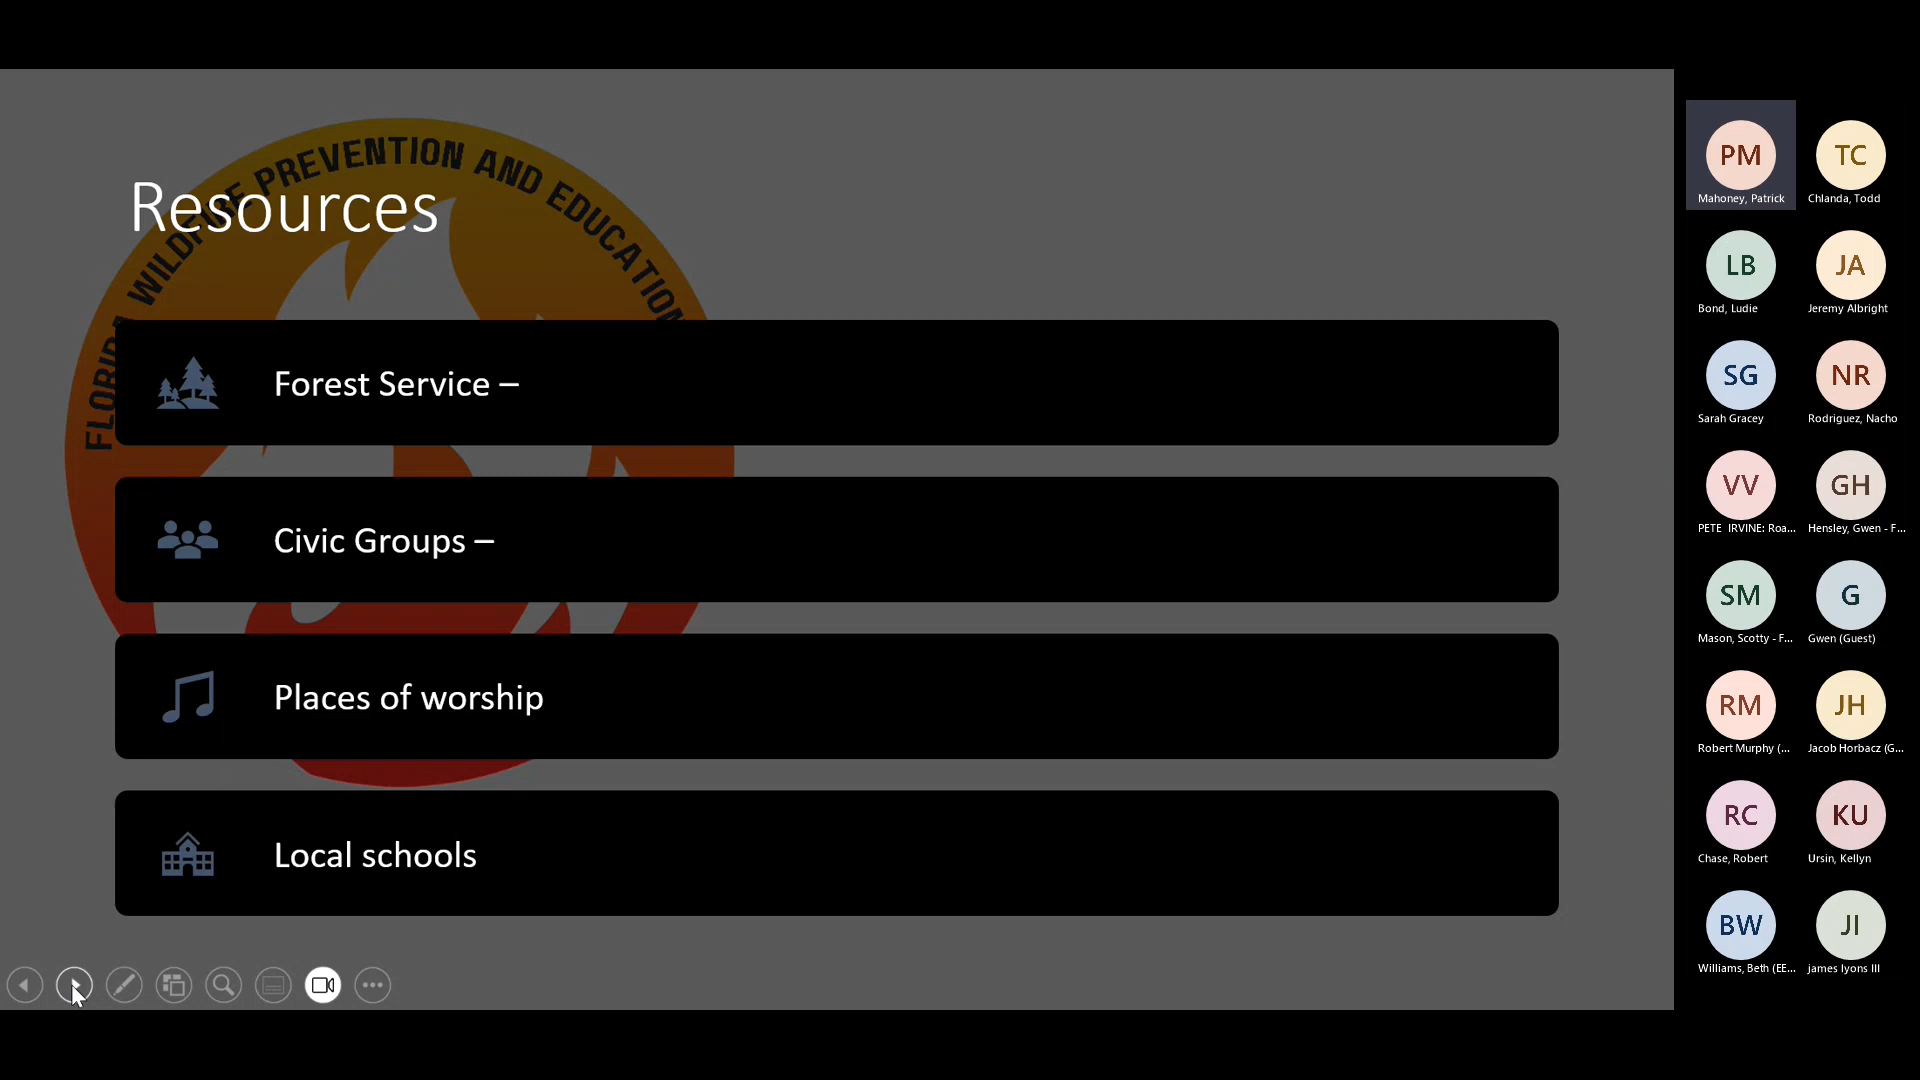 FLORIDA WILDFIRE PREVENTION AND EDUCATION
Resources
Forest Service –
Civic Groups –
Places of worship
Local schools
PM
Mahoney, Patrick
TC
Chlanda, Todd
LB
Bond, Ludie
JA
Jeremy Albright
SG
Sarah Gracey
NR
Rodriguez, Nacho
VV
PETE IRVINE: Roa...
GH
Hensley, Gwen - F...
SM
Mason, Scotty - F...
G
Gwen (Guest)
RM
Robert Murphy (...
JH
Jacob Horbacz (G...
RC
Chase, Robert
KU
Ursin, Kellyn
BW
Williams, Beth (EE...
JI
james lyons III